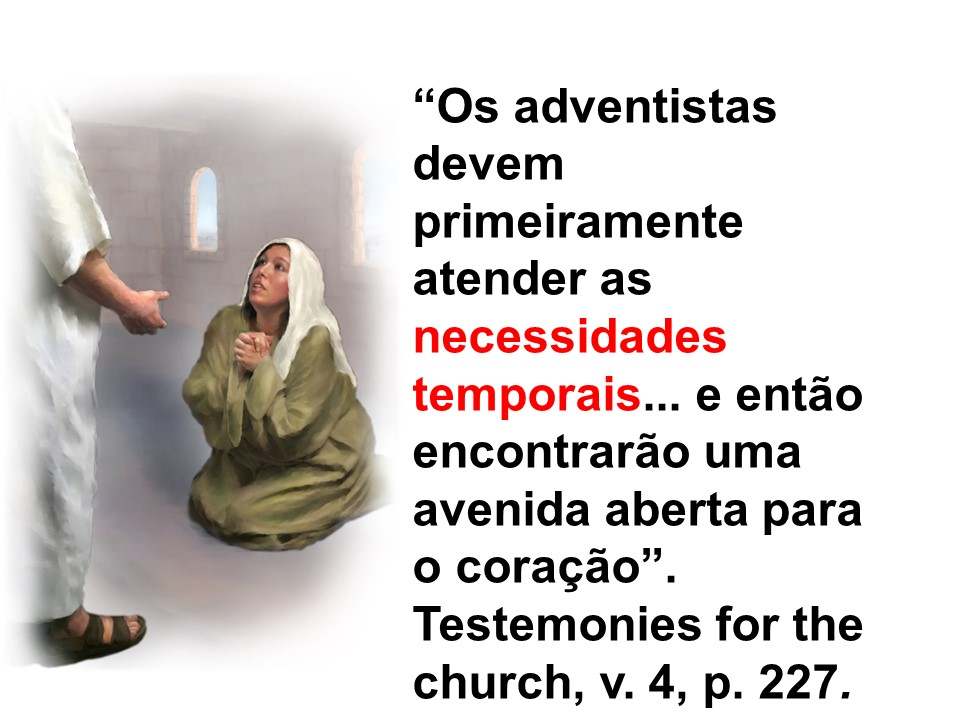 “Os adventistas
devem
primeiramente
atender as
necessidades
temporais... e então
encontrarão uma
avenida aberta para
o coração”.
Testemonies for the
church, v. 4, p. 227.